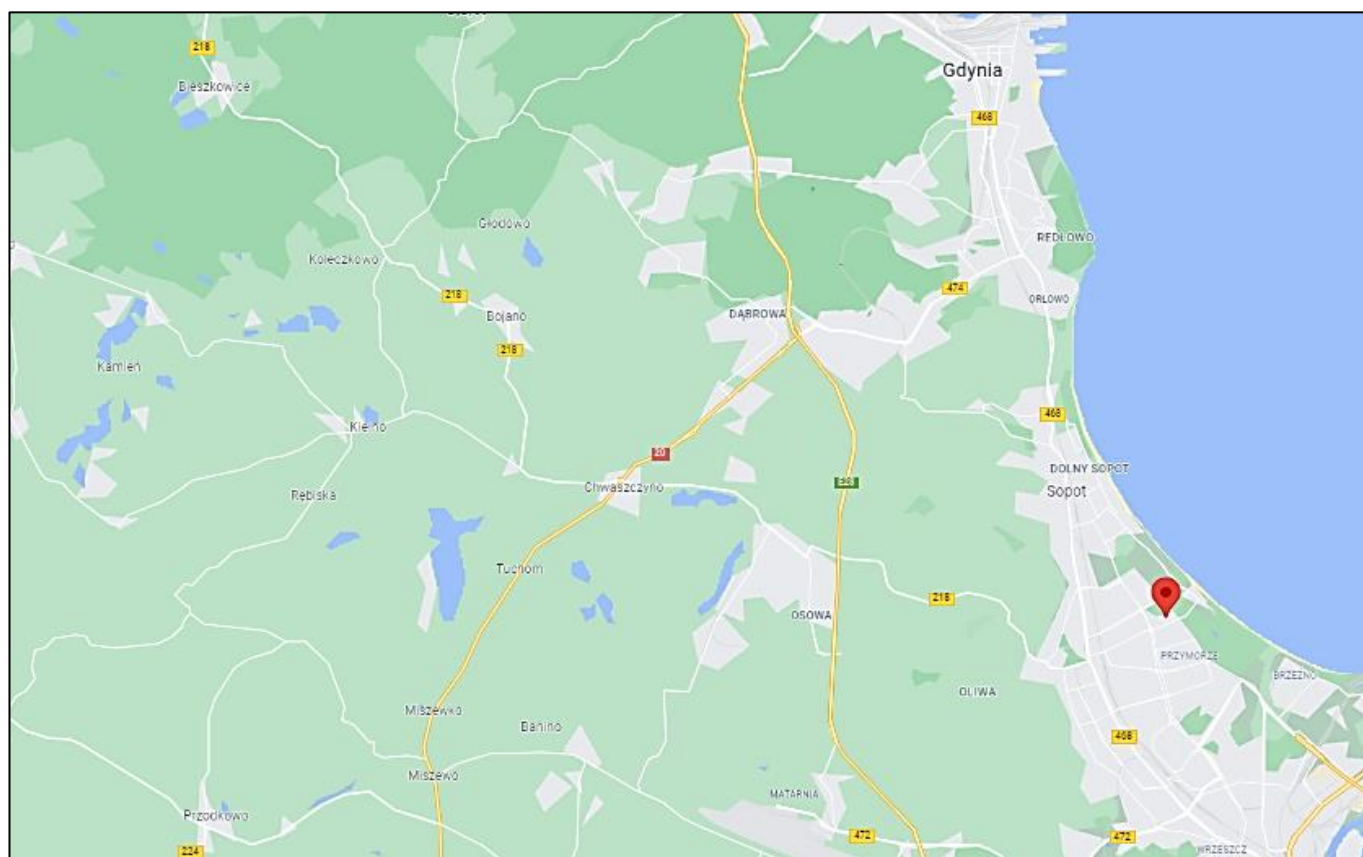 218
Bieszkowice
Gdynia
468
Głodowo
REDŁOWO
Koleczkowo
218
474
ORŁOWO
Bojano
DĄBROWA
218
Kamień
468
Kielno
20
DOLNY SOPOT
Chwaszczyno
Sopot
Rębiska
Tuchom
218
OSOWA
PRZYMORZE
BRZEŹNO
OLIWA
Miszewko
Banino
468
Miszewo
MATARNIA
Przodkowo
472
472
224
WRZESZCZ